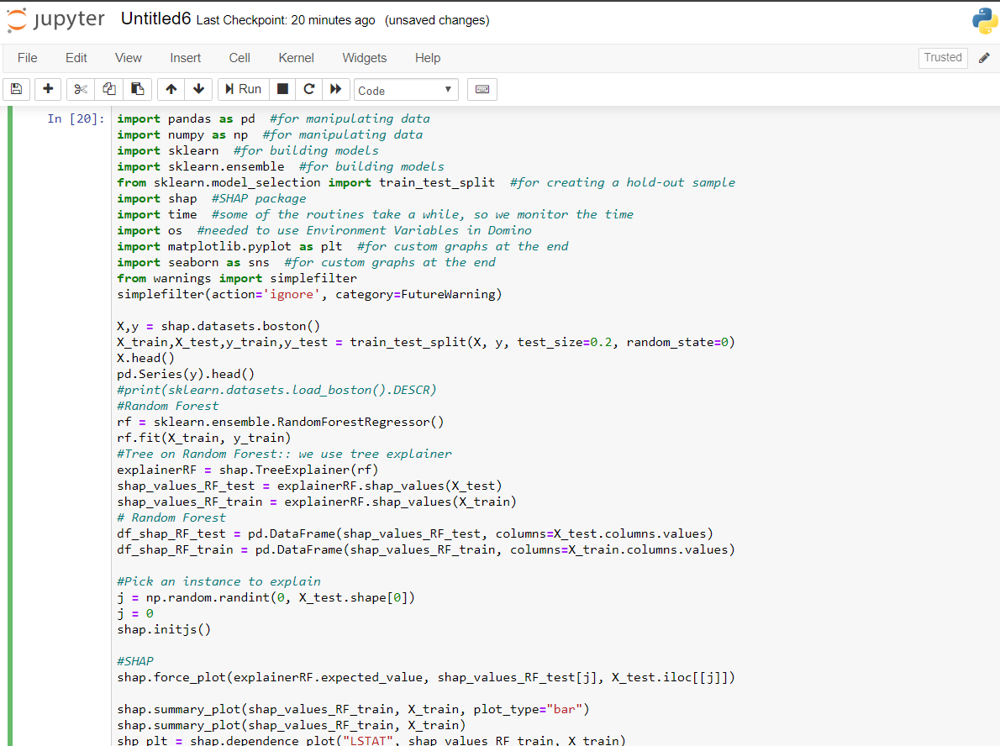 jupyter Untitled6 Last Checkpoint: 20 minutes ago (unsaved changes)
File Edit View Insert Cell Kernel Widgets Help Trusted
Run Code
In [20]: import pandas as pd #for manipulating data
import numpy as np #for manipulating data
import sklearn #for building models
import sklearn.ensemble #for building models
from sklearn.model_selection import train_test_split #for creating a hold-out sample
import shap #SHAP package
import time #some of the routines take a while, so we monitor the time
import os #needed to use Environment Variables in Domino
import matplotlib.pyplot as plt #for custom graphs at the end
import seaborn as sns #for custom graphs at the end
from warnings import simplefilter
simplefilter(action='ignore', category=FutureWarning)
X,y = shap.datasets.boston()
X_train,X_test,y_train,y_test = train_test_split(X, y, test_size=0.2, random_state=0)
X.head()
pd.Series(y).head()
#print(sklearn.datasets.load_boston().DESCR)
#Random Forest
rf = sklearn.ensemble.RandomForestRegressor()
rf.fit(X_train, y_train)
#Tree on Random Forest:: we use tree explainer
explainerRF = shap.TreeExplainer(rf)
shap_values_RF_test = explainerRF.shap_values(X_test)
shap_values_RF_train = explainerRF.shap_values(X_train)
# Random Forest
df_shap_RF_test = pd.DataFrame(shap_values_RF_test, columns=X_test.columns.values)
df_shap_RF_train = pd.DataFrame(shap_values_RF_train, columns=X_train.columns.values)
#Pick an instance to explain
j = np.random.randint(0, X_test.shape[0])
j = 0
shap.initjs()
#SHAP
shap.force_plot(explainerRF.expected_value, shap_values_RF_test[j], X_test.iloc[[j]])
shap.summary_plot(shap_values_RF_train, X_train, plot_type="bar")
shap.summary_plot(shap_values_RF_train, X_train)
shp_plt = shap.dependence_plot("LSTAT", shap_values_RF_train, X_train)